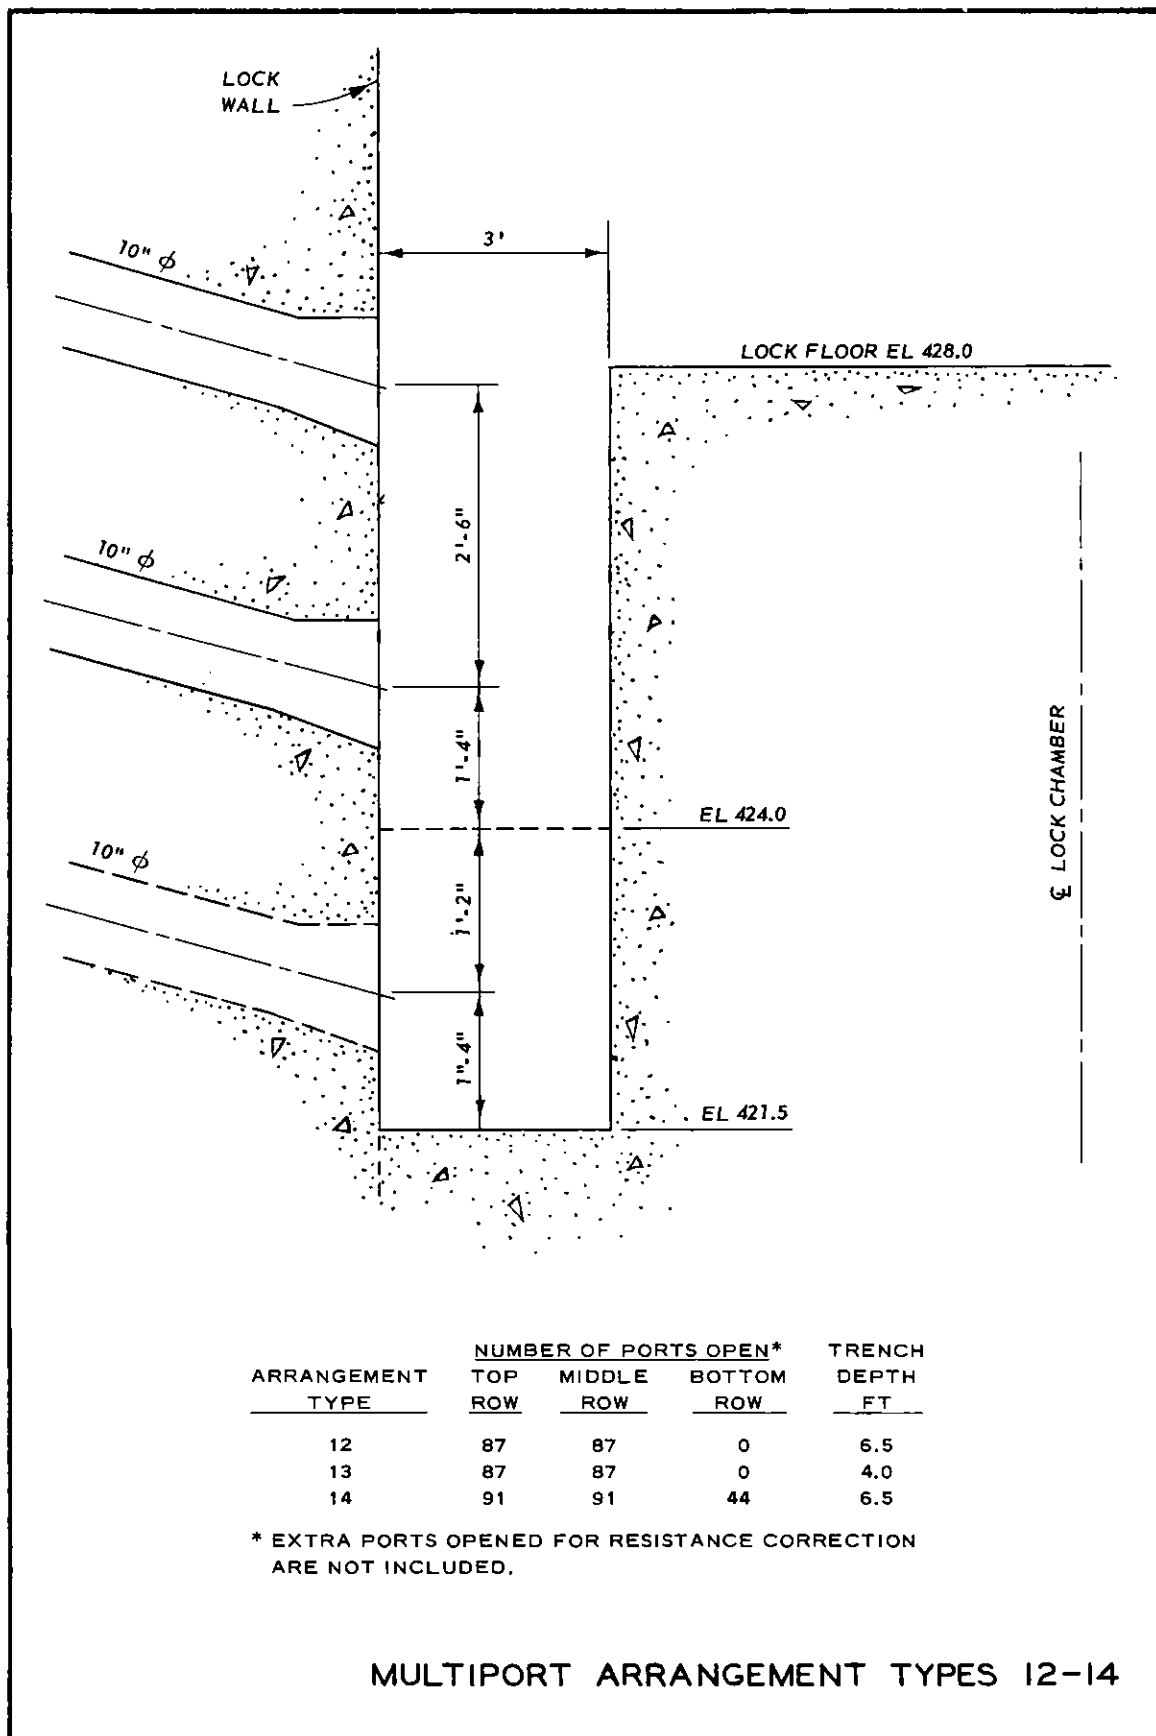 LOCK
WALL
10" ϕ
3'
LOCK FLOOR EL 428.0
2'-6"
10" ϕ
1'-4"
EL 424.0
℄ LOCK CHAMBER
10" ϕ
1'-2"
1"-4"
EL 421.5
NUMBER OF PORTS OPEN* TRENCH
ARRANGEMENT TOP MIDDLE BOTTOM DEPTH
TYPE ROW ROW ROW FT
12 87 87 0 6.5
13 87 87 0 4.0
14 91 91 44 6.5
* EXTRA PORTS OPENED FOR RESISTANCE CORRECTION
ARE NOT INCLUDED.
MULTIPORT ARRANGEMENT TYPES 12-14